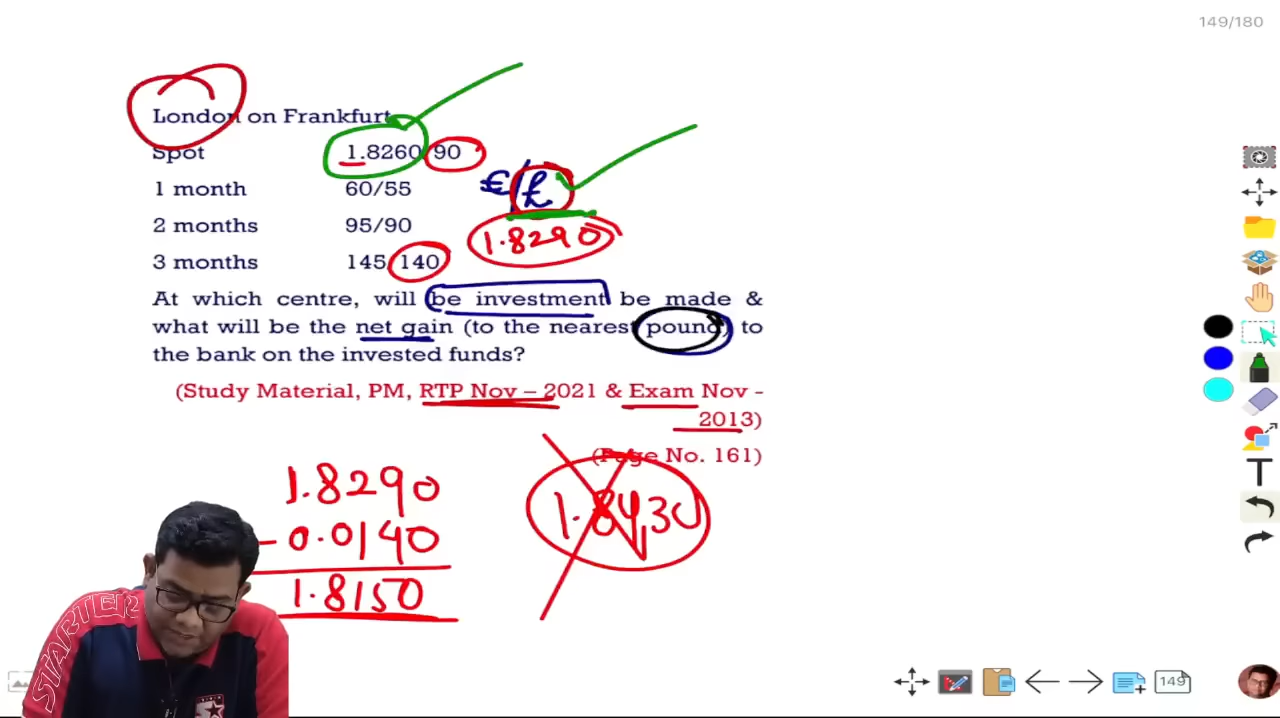 149/180
London on Frankfurt
Spot 1.8260/90
1 month 60/55
2 months 95/90
3 months 145/140
€/£
1.8290
At which centre, will be investment be made &
what will be the net gain (to the nearest pound) to
the bank on the invested funds?
(Study Material, PM, RTP Nov – 2021 & Exam Nov -
2013)
(Page No. 161)
1.8290
- 0.0140
1.8150
1.8430
STARTE
T
149